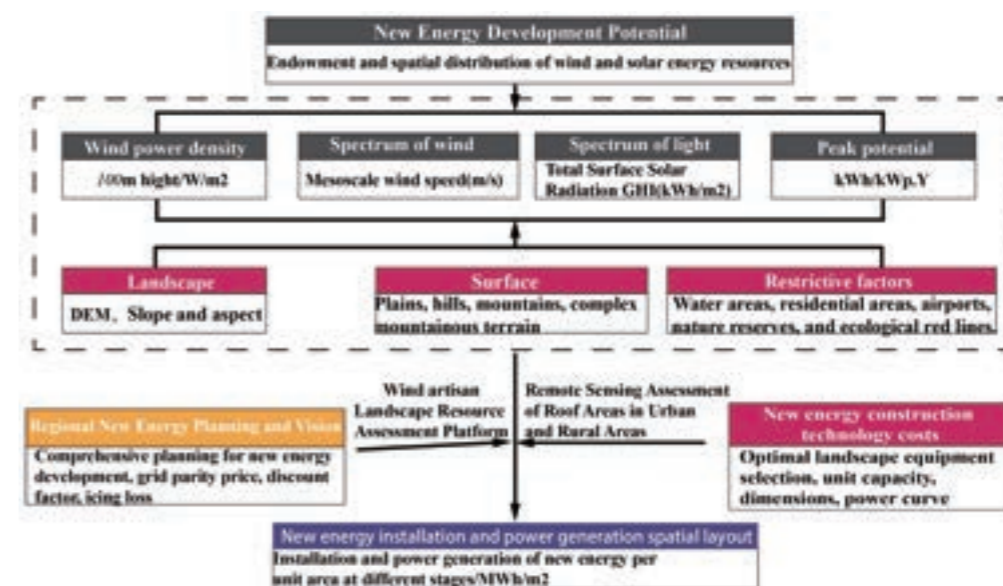 New Energy Development Potential
Endowment and spatial distribution of wind and solar energy resources
Wind power density
100m hight/W/m2
Spectrum of wind
Mesoscale wind speed(m/s)
Spectrum of light
Total Surface Solar
Radiation GHI(kWh/m2)
Peak potential
kWh/kWp.Y
Landscape
DEM、Slope and aspect
Surface
Plains, hills, mountains, complex
mountainous terrain
Restrictive factors
Water areas, residential areas, airports,
nature reserves, and ecological red lines.
Wind artisan
Landscape Resource
Assessment Platform
Remote Sensing Assessment
of Roof Areas in Urban
and Rural Areas
Regional New Energy Planning and Vision
Comprehensive planning for new energy
development, grid parity price, discount
factor, icing loss
New energy construction
technology costs
Optimal landscape equipment
selection, unit capacity,
dimensions, power curve
New energy installation and power generation spatial layout
Installation and power generation of new energy per
unit area at different stages/MWh/m2